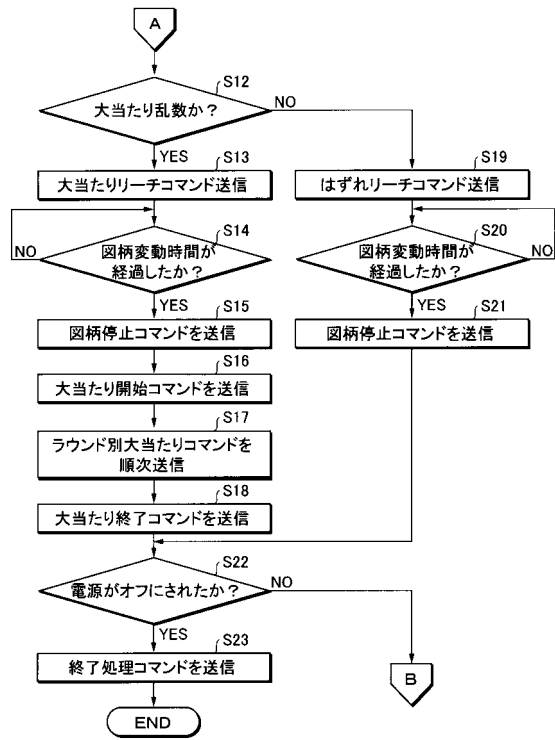 A
S12
大当たり乱数か？
NO
YES
S13
大当たりリーチコマンド送信
S19
はずれリーチコマンド送信
S14
図柄変動時間が
経過したか？
NO
YES
S20
図柄変動時間が
経過したか？
NO
YES
S15
図柄停止コマンドを送信
S21
図柄停止コマンドを送信
S16
大当たり開始コマンドを送信
S17
ラウンド別大当たりコマンドを
順次送信
S18
大当たり終了コマンドを送信
S22
電源がオフにされたか？
NO
YES
S23
終了処理コマンドを送信
B
END